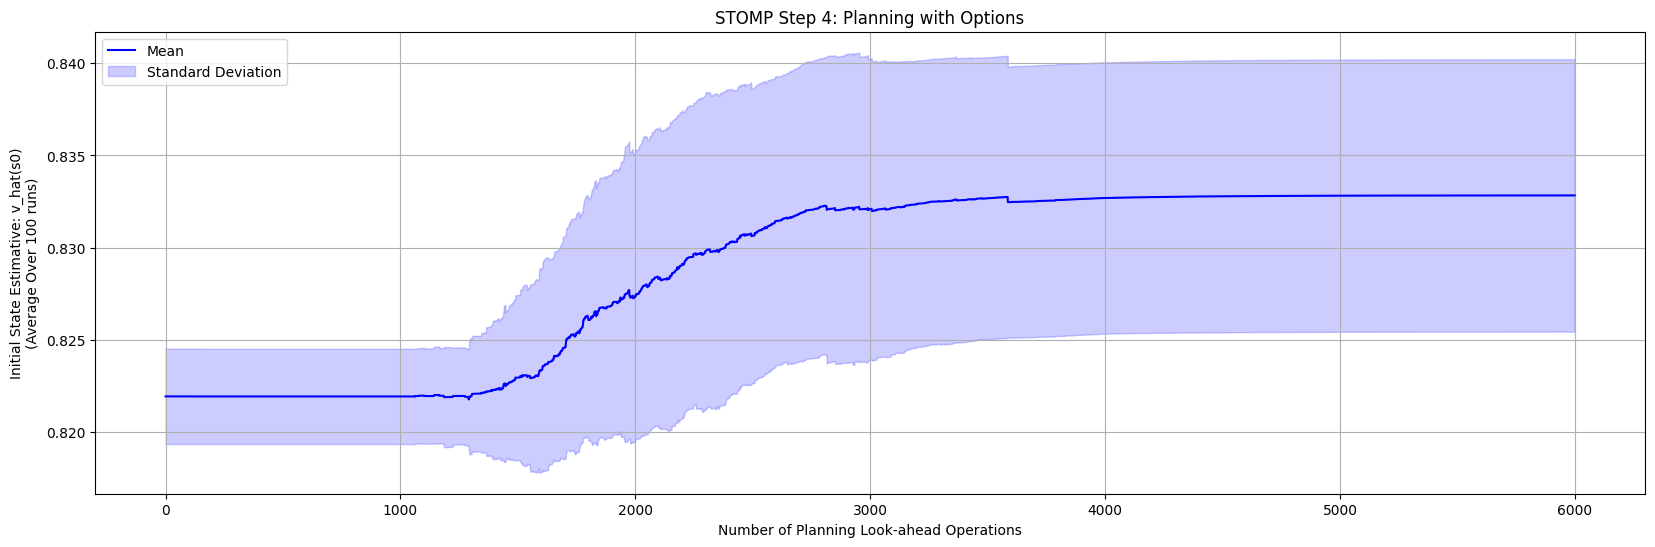 STOMP Step 4: Planning with Options
Mean
Standard Deviation
0.840
0.835
0.830
0.825
0.820
Initial State Estimative: v_hat(s0)
(Average Over 100 runs)
0
1000
2000
3000
4000
5000
6000
Number of Planning Look-ahead Operations